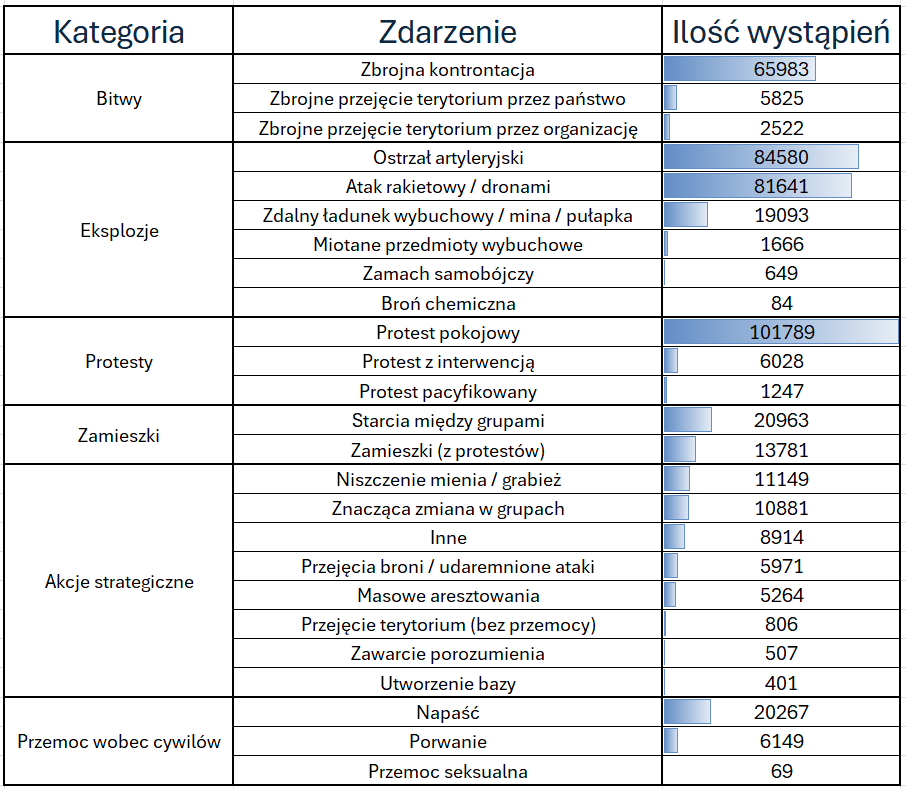 Kategoria Zdarzenie Ilość wystąpień
Bitwy
Zbrojna kontrontacja 65983
Zbrojne przejęcie terytorium przez państwo 5825
Zbrojne przejęcie terytorium przez organizację 2522
Eksplozje
Ostrzał artyleryjski 84580
Atak rakietowy / dronami 81641
Zdalny ładunek wybuchowy / mina / pułapka 19093
Miotane przedmioty wybuchowe 1666
Zamach samobójczy 649
Broń chemiczna 84
Protesty
Protest pokojowy 101789
Protest z interwencją 6028
Protest pacyfikowany 1247
Zamieszki
Starcia między grupami 20963
Zamieszki (z protestów) 13781
Akcje strategiczne
Niszczenie mienia / grabież 11149
Znacząca zmiana w grupach 10881
Inne 8914
Przejęcia broni / udaremnione ataki 5971
Masowe aresztowania 5264
Przejęcie terytorium (bez przemocy) 806
Zawarcie porozumienia 507
Utworzenie bazy 401
Przemoc wobec cywilów
Napaść 20267
Porwanie 6149
Przemoc seksualna 69